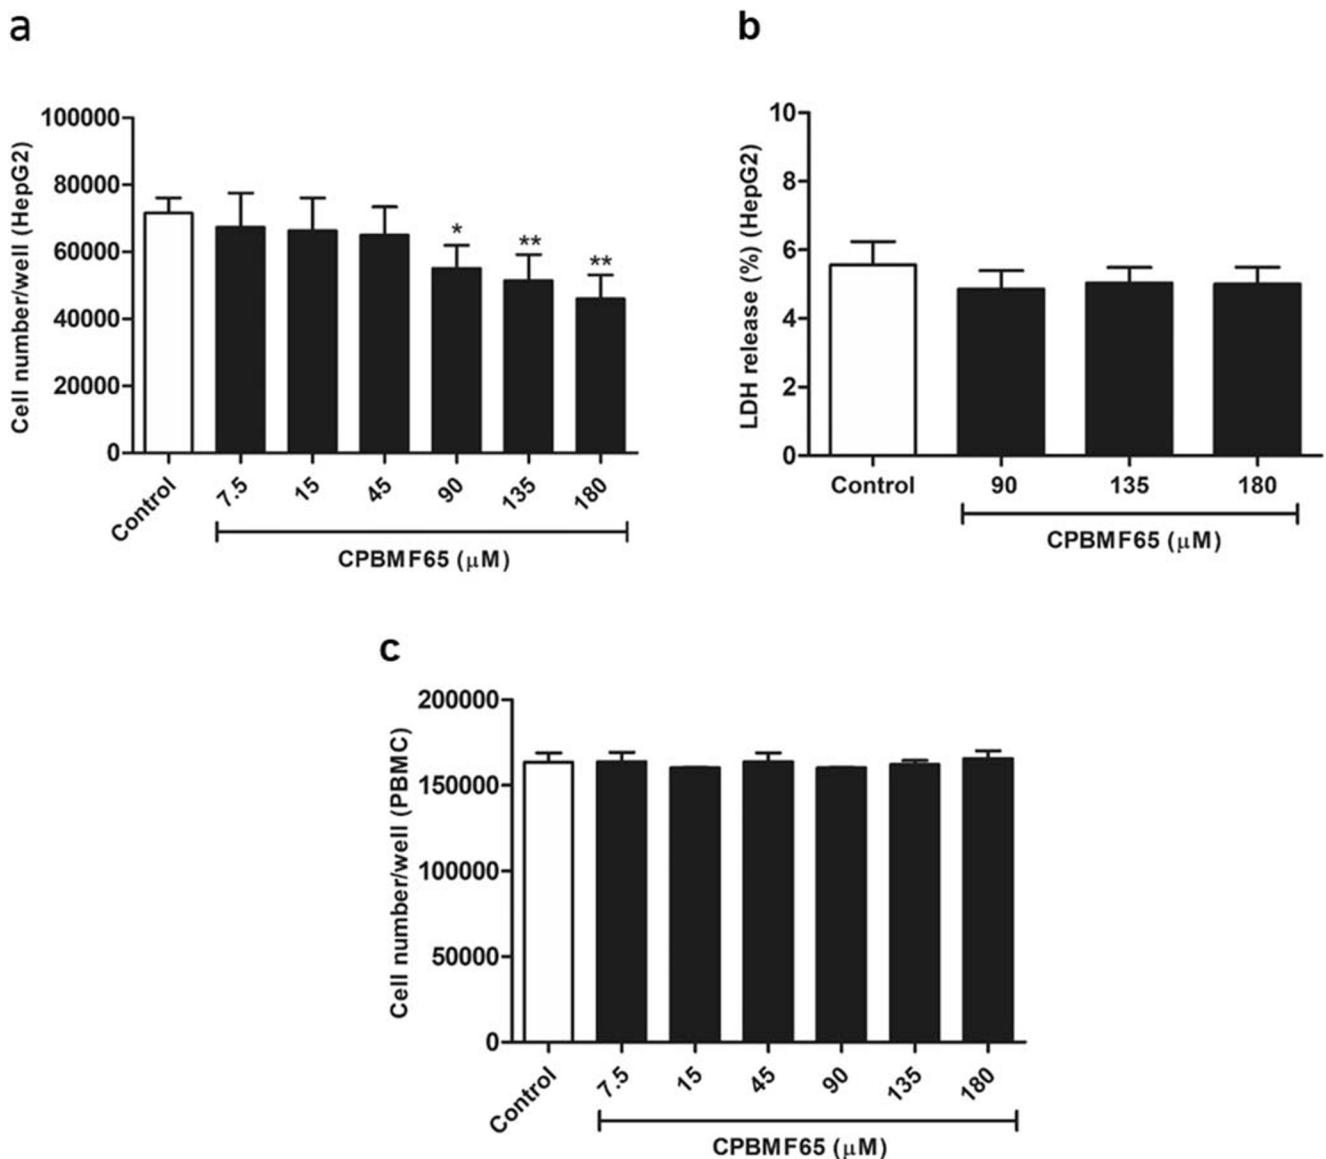 a
Cell number/well (HepG2)
100000
80000
60000
40000
20000
0
*
**
**
Control
7.5
15
45
90
135
180
CPBMF65 (μM)
b
LDH release (%) (HepG2)
10
8
6
4
2
0
Control
90
135
180
CPBMF65 (μM)
c
Cell number/well (PBMC)
200000
150000
100000
50000
0
Control
7.5
15
45
90
135
180
CPBMF65 (μM)